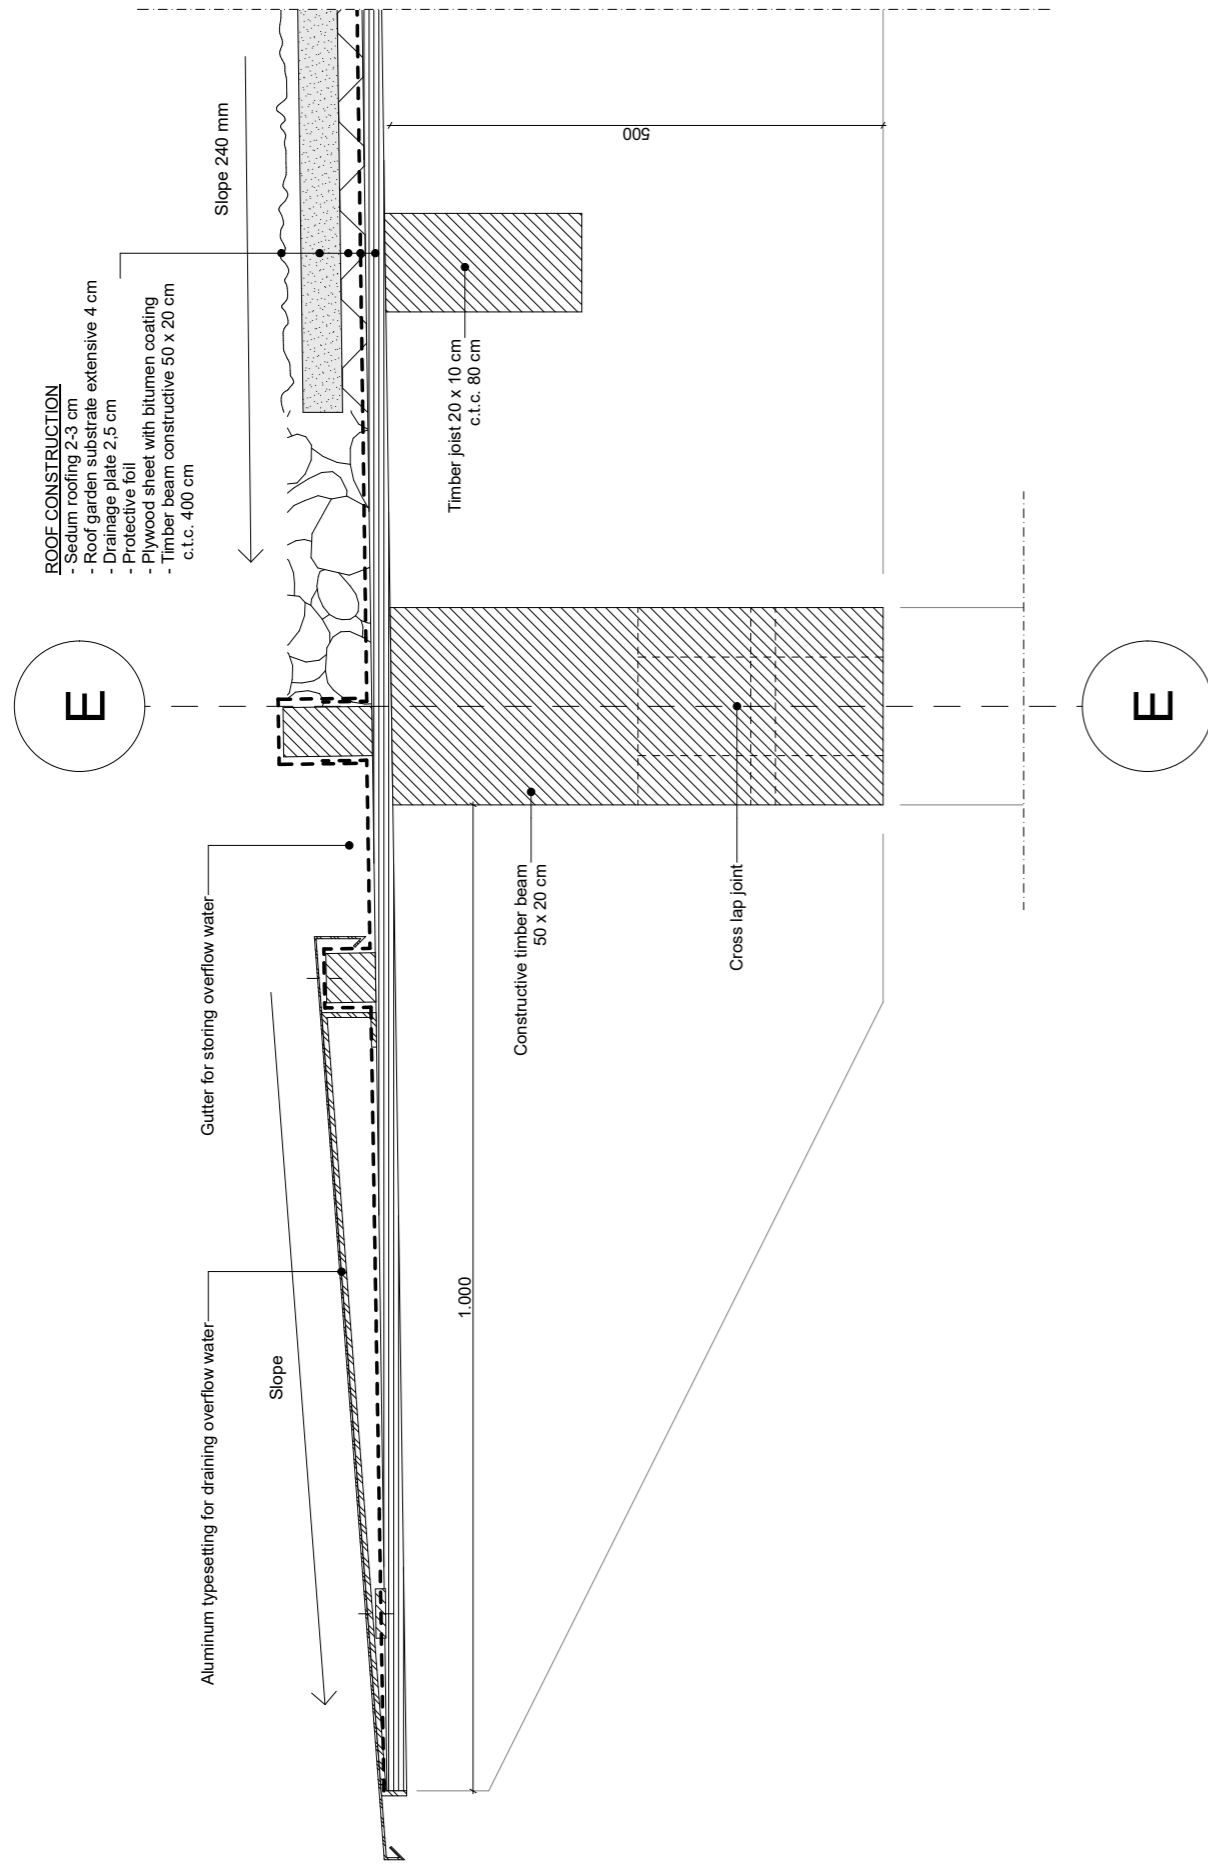 ROOF CONSTRUCTION
- Sedum roofing 2-3 cm
- Roof garden substrate extensive 4 cm
- Drainage plate 2,5 cm
- Protective foil
- Plywood sheet with bitumen coating
- Timber beam constructive 50 x 20 cm
c.t.c. 400 cm
Slope 240 mm
E
Gutter for storing overflow water
Aluminum typesetting for draining overflow water
Slope
500
Timber joist 20 x 10 cm
c.t.c. 80 cm
Constructive timber beam
50 x 20 cm
Cross lap joint
1.000
E